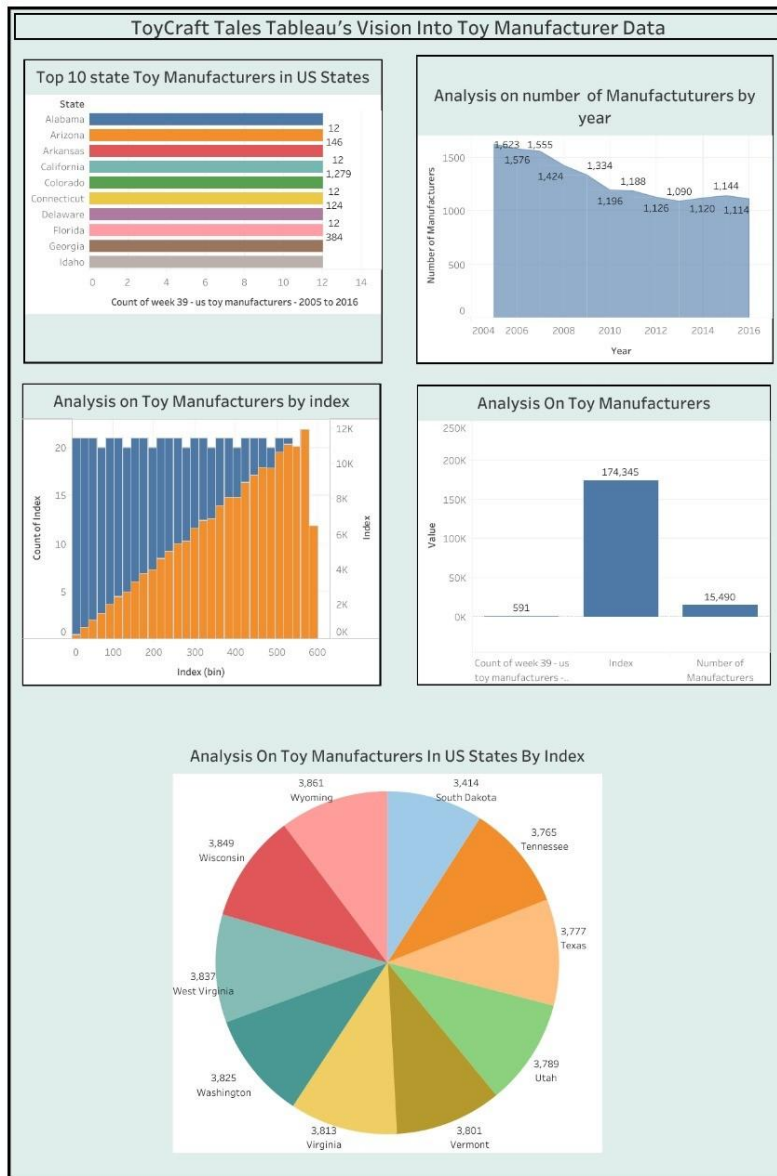 ToyCraft Tales Tableau's Vision Into Toy Manufacturer Data
Top 10 state Toy Manufacturers in US States
State
Alabama
12
Arizona
146
Arkansas
12
California
1,279
Colorado
12
Connecticut
124
Delaware
12
Florida
384
Georgia
Idaho
0 2 4 6 8 10 12 14
Count of week 39 - us toy manufacturers - 2005 to 2016
Analysis on number of Manufactuturers by
year
Number of Manufacturers
1500
1000
500
0
1,623
1,576
1,555
1,424
1,334
1,196
1,188
1,126
1,090
1,120
1,144
1,114
2004 2006 2008 2010 2012 2014 2016
Year
Analysis on Toy Manufacturers by index
Count of Index
20
15
10
5
0
12K
10K
8K
6K
4K
2K
0K
Index
0 100 200 300 400 500 600
Index (bin)
Analysis On Toy Manufacturers
Value
250K
200K
150K
100K
50K
0K
591
174,345
15,490
Count of week 39 - us
toy manufacturers -..
Index
Number of
Manufacturers
Analysis On Toy Manufacturers In US States By Index
3,861
Wyoming
3,414
South Dakota
3,765
Tennessee
3,849
Wisconsin
3,777
Texas
3,837
West Virginia
3,789
Utah
3,825
Washington
3,813
Virginia
3,801
Vermont